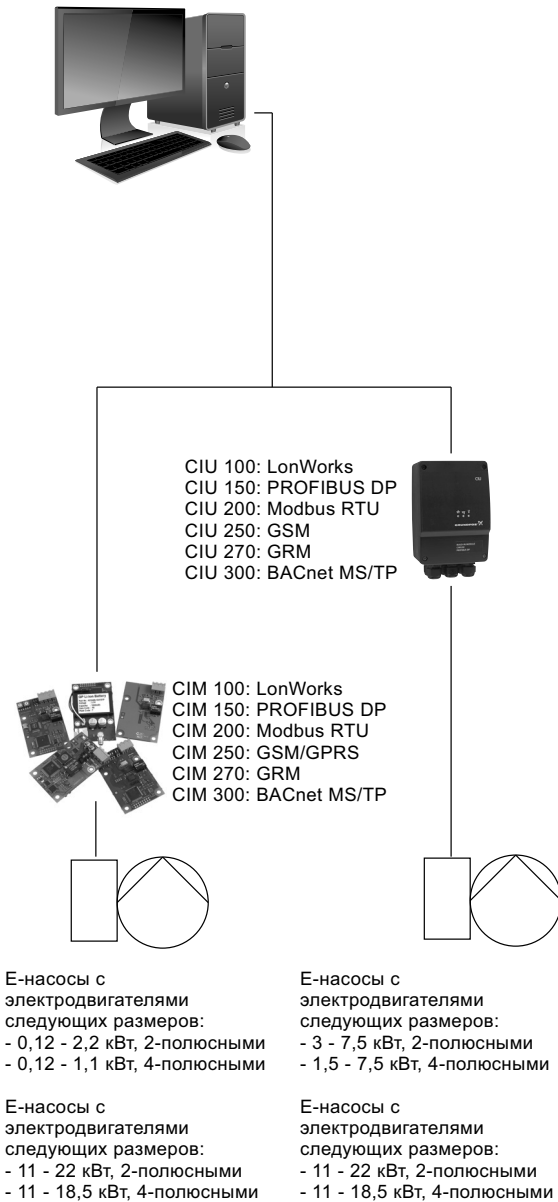 CIU 100: LonWorks
CIU 150: PROFIBUS DP
CIU 200: Modbus RTU
CIU 250: GSM
CIU 270: GRM
CIU 300: BACnet MS/TP
CIM 100: LonWorks
CIM 150: PROFIBUS DP
CIM 200: Modbus RTU
CIM 250: GSM/GPRS
CIM 270: GRM
CIM 300: BACnet MS/TP
Е-насосы с
электродвигателями
следующих размеров:
- 0,12 - 2,2 кВт, 2-полюсными
- 0,12 - 1,1 кВт, 4-полюсными
Е-насосы с
электродвигателями
следующих размеров:
- 11 - 22 кВт, 2-полюсными
- 11 - 18,5 кВт, 4-полюсными
Е-насосы с
электродвигателями
следующих размеров:
- 3 - 7,5 кВт, 2-полюсными
- 1,5 - 7,5 кВт, 4-полюсными
Е-насосы с
электродвигателями
следующих размеров:
- 11 - 22 кВт, 2-полюсными
- 11 - 18,5 кВт, 4-полюсными